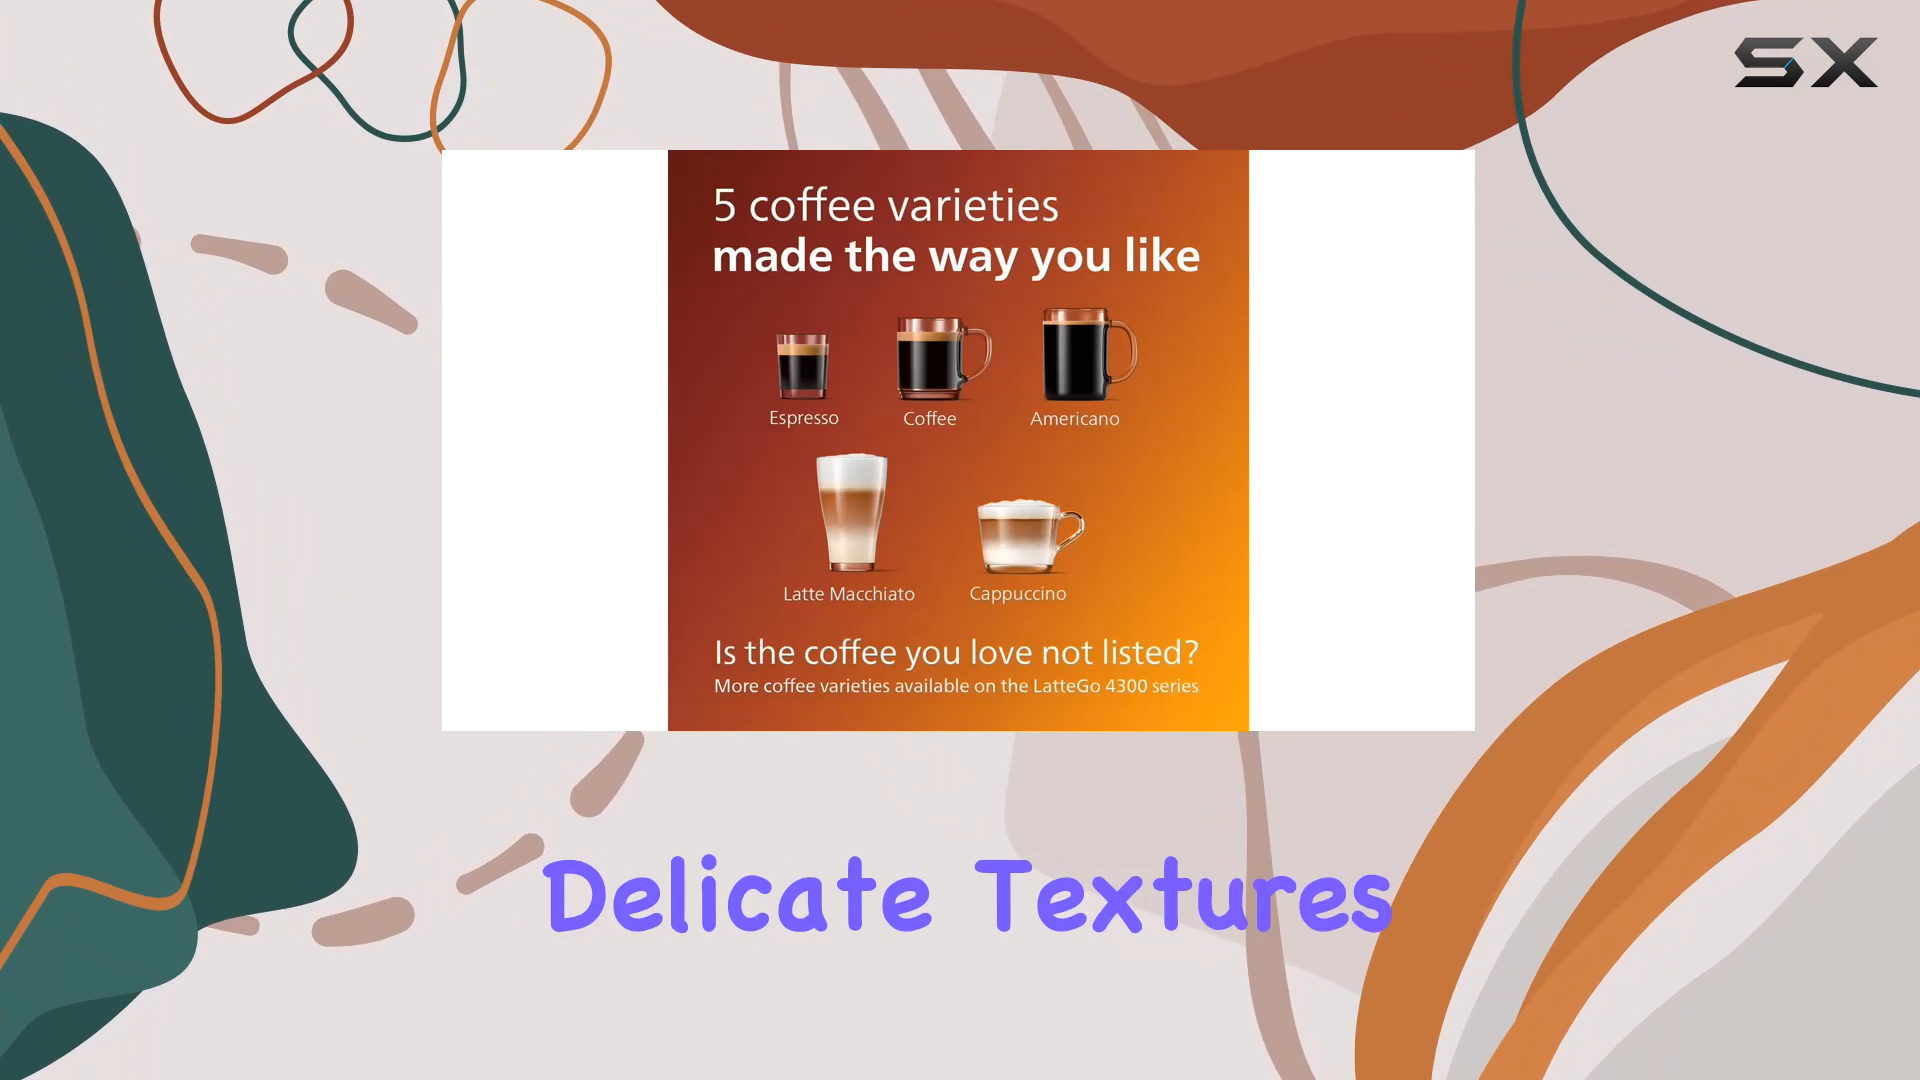 SX
5 coffee varieties
made the way you like
Espresso
Coffee
Americano
Latte Macchiato
Cappuccino
Is the coffee you love not listed?
More coffee varieties available on the LatteGo 4300 series
Delicate Textures